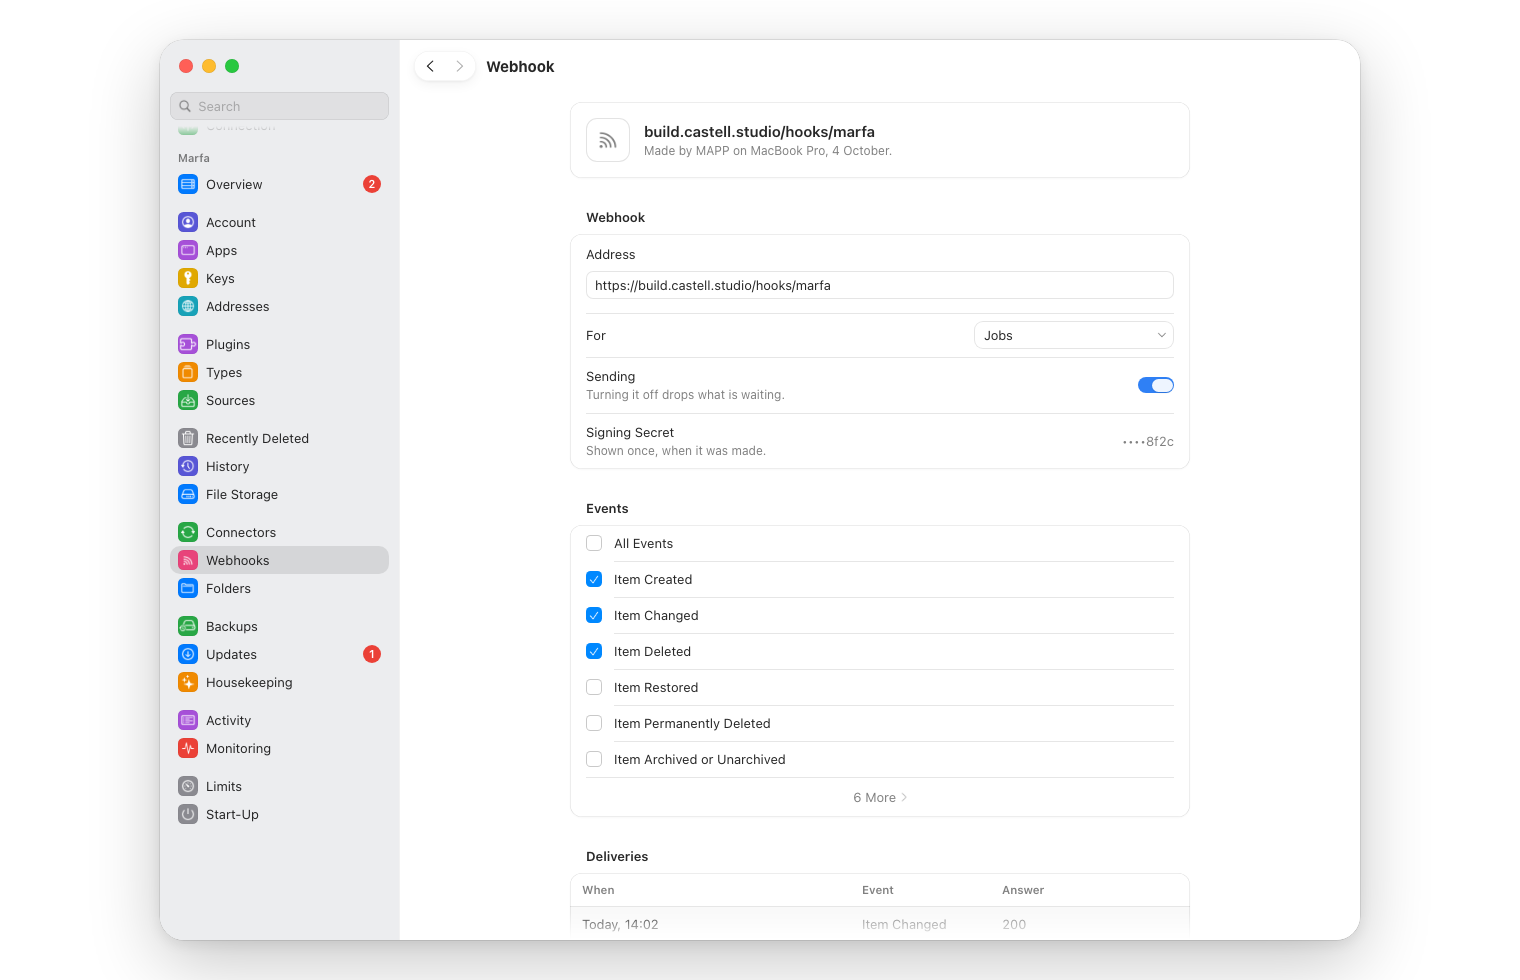 Webhook
Search
Connection
Marfa
Overview 2
Account
Apps
Keys
Addresses
Plugins
Types
Sources
Recently Deleted
History
File Storage
Connectors
Webhooks
Folders
Backups
Updates 1
Housekeeping
Activity
Monitoring
Limits
Start-Up
build.castell.studio/hooks/marfa
Made by MAPP on MacBook Pro, 4 October.
Webhook
Address
https://build.castell.studio/hooks/marfa
For Jobs
Sending
Turning it off drops what is waiting.
Signing Secret
Shown once, when it was made.
••••8f2c
Events
All Events
Item Created
Item Changed
Item Deleted
Item Restored
Item Permanently Deleted
Item Archived or Unarchived
6 More
Deliveries
When Event Answer
Today, 14:02 Item Changed 200